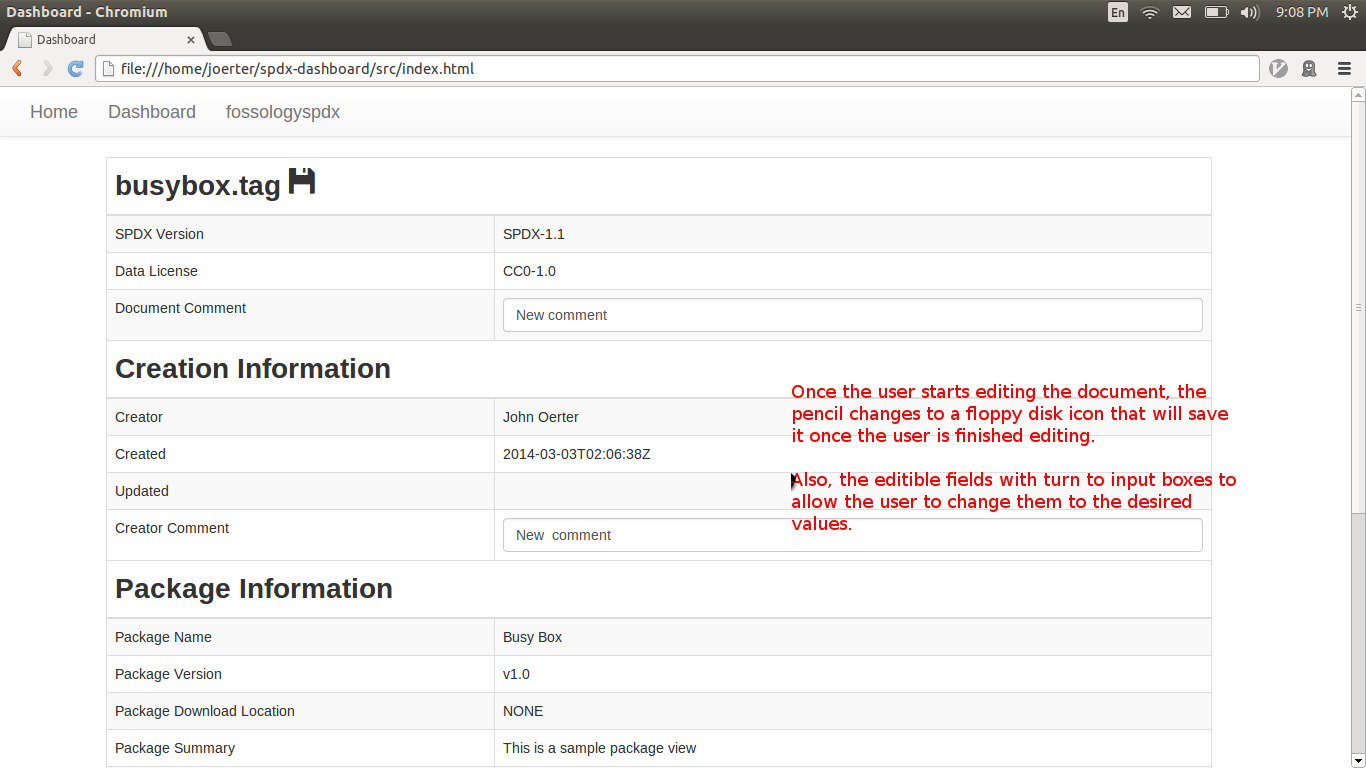 Dashboard - Chromium
En
9:08 PM
Dashboard
file:///home/joerter/spdx-dashboard/src/index.html
Home
Dashboard
fossologyspdx
busybox.tag
SPDX Version
SPDX-1.1
Data License
CC0-1.0
Document Comment
New comment
Creation Information
Creator
John Oerter
Created
2014-03-03T02:06:38Z
Updated
Creator Comment
New  comment
Once the user starts editing the document, the
pencil changes to a floppy disk icon that will save
it once the user is finished editing.
Also, the editible fields with turn to input boxes to
allow the user to change them to the desired
values.
Package Information
Package Name
Busy Box
Package Version
v1.0
Package Download Location
NONE
Package Summary
This is a sample package view